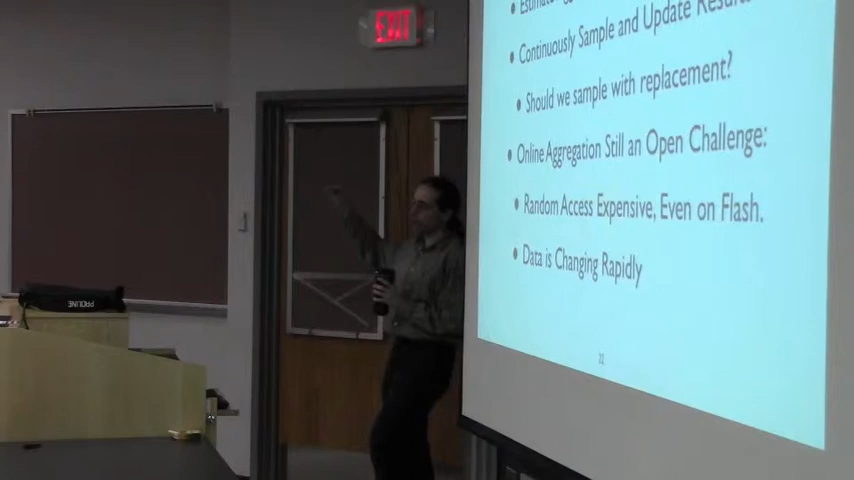 EXIT
Estimate
Continuously Sample and Update Results
Should we sample with replacement?
Online Aggregation Still an Open Challenge:
Random Access Expensive, Even on Flash.
Data is Changing Rapidly
PROLINE